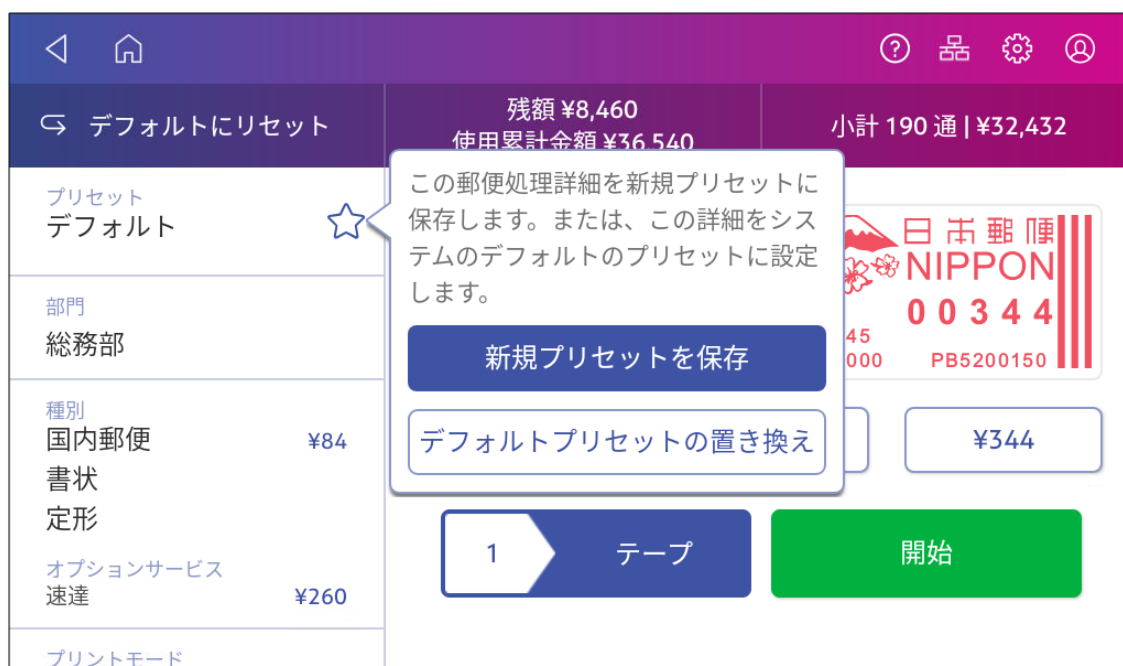 デフォルトにリセット
残額 ¥8,460
使用累計金額 ¥36,540
小計 190 通 | ¥32,432
プリセット
デフォルト
この郵便処理詳細を新規プリセットに
保存します。または、この詳細をシス
テムのデフォルトのプリセットに設定
します。
新規プリセットを保存
デフォルトプリセットの置き換え
日本郵便
NIPPON
00344
45
000
PB5200150
¥344
部門
総務部
種別
国内郵便 ¥84
書状
定形
オプションサービス
速達 ¥260
プリントモード
1
テープ
開始